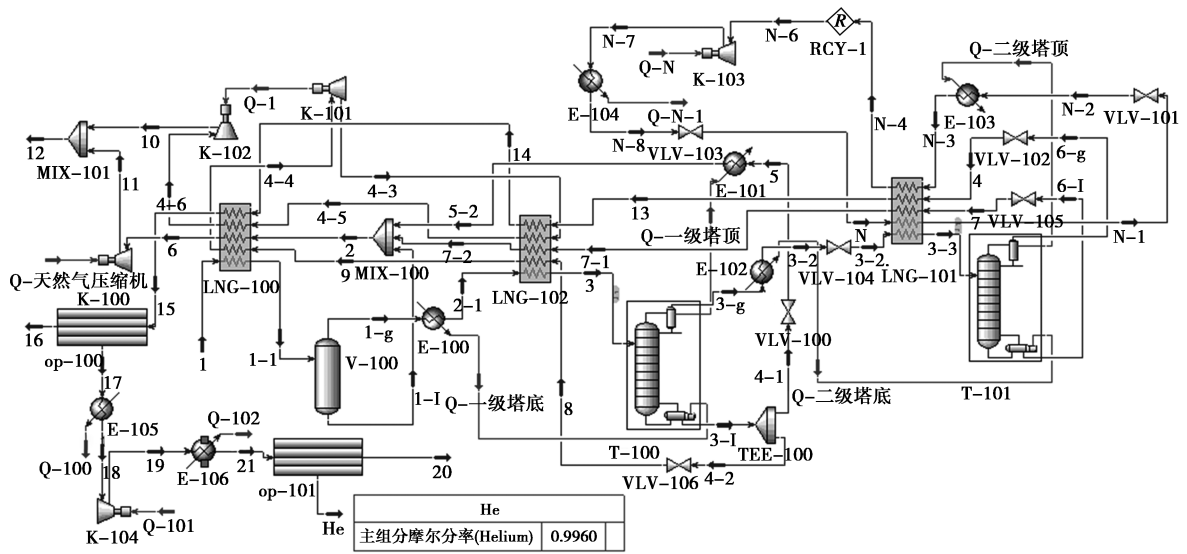 N-7
N-6
R
RCY-1
Q-N
K-103
Q-二级塔顶
E-104
Q-N-1
N-8
VLV-103
N-4
N-3
E-103
N-2
VLV-101
Q-1
K-101
10
12
MIX-101
K-102
11
4-4
14
4-3
E-101
5
VLV-102
6-g
4
6-I
4-6
4-5
5-2
13
7
VLV-105
N
N-1
6
2
7-2
Q-一级塔顶
7-1
3-2
3-2.
3-3
VLV-104
LNG-101
Q-天然气压缩机
K-100
LNG-100
9
MIX-100
2-1
LNG-102
3
E-102
3-g
15
16
op-100
1
1-1
1-g
V-100
E-100
VLV-100
4-1
17
1-I
Q-一级塔底
8
Q-二级塔底
T-101
E-105
Q-102
Q-100
18
19
E-106
21
20
3-I
T-100
TEE-100
VLV-106
4-2
op-101
K-104
Q-101
He
He
主组分摩尔分率(Helium)
0.9960